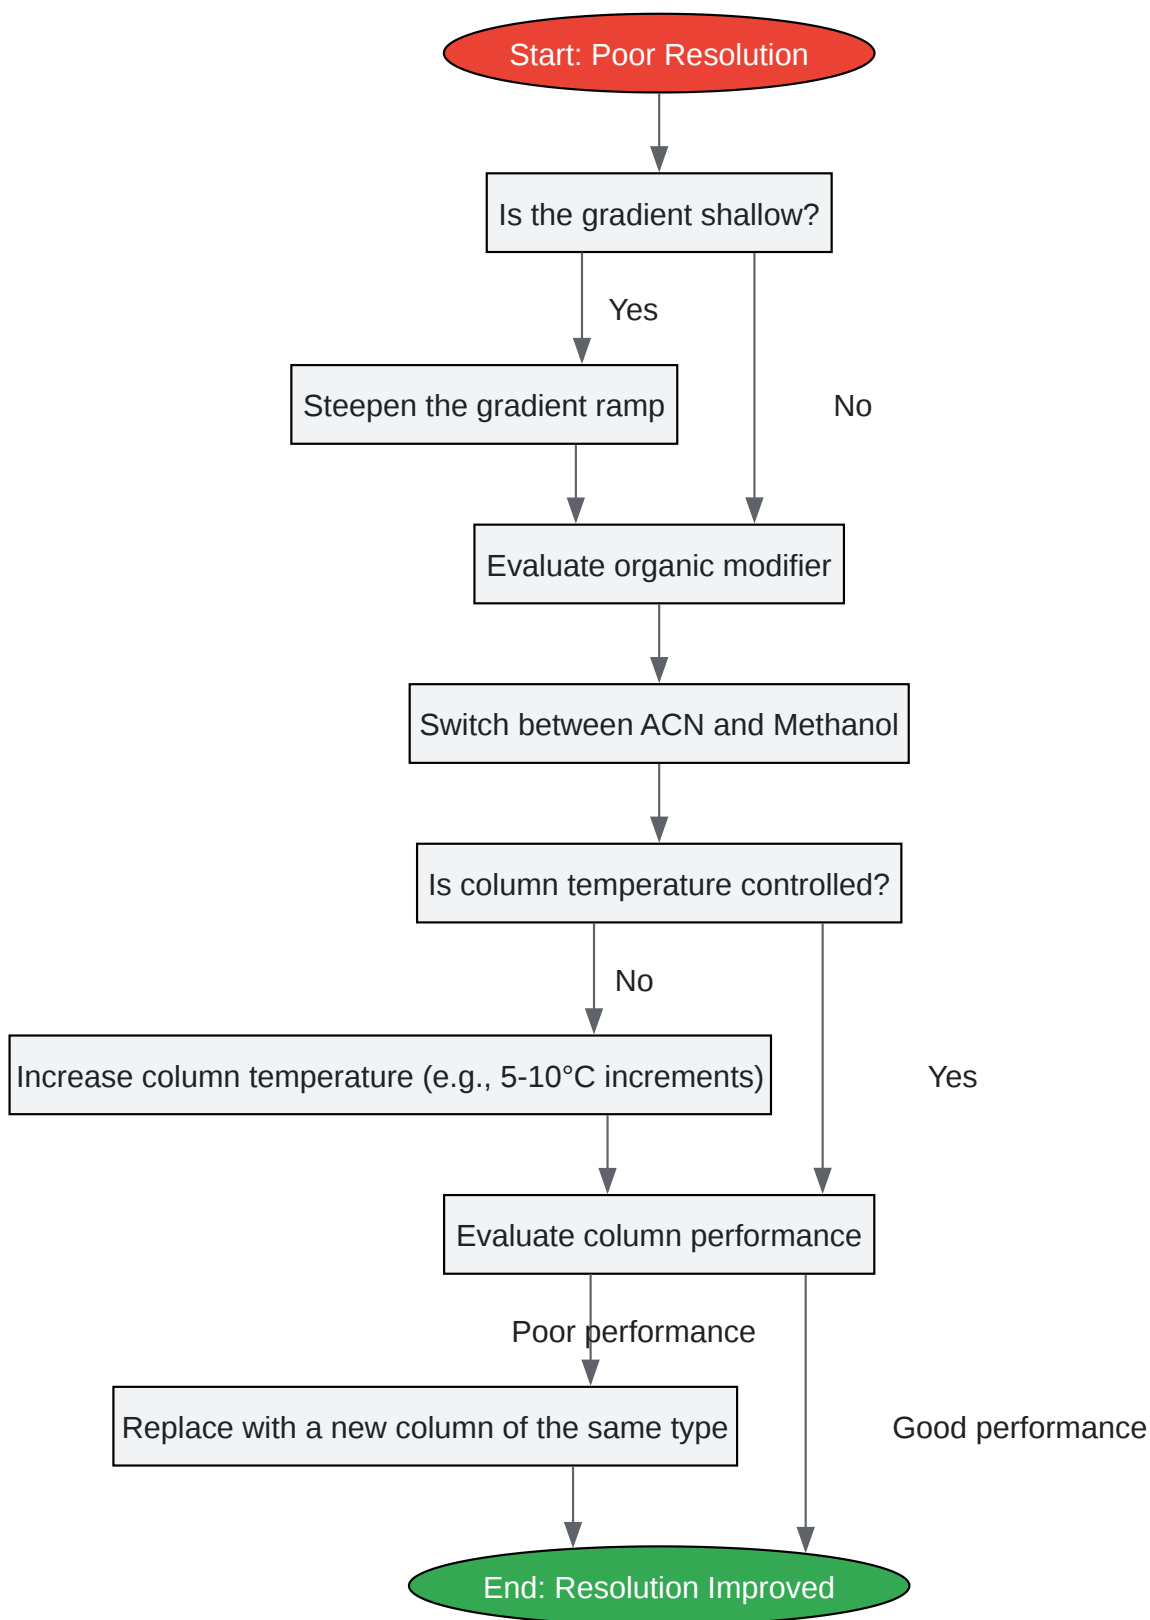 Start: Poor Resolution
Is the gradient shallow?
Yes
Steepen the gradient ramp
No
Evaluate organic modifier
Switch between ACN and Methanol
Is column temperature controlled?
No
Increase column temperature (e.g., 5-10°C increments)
Yes
Evaluate column performance
Poor performance
Replace with a new column of the same type
Good performance
End: Resolution Improved